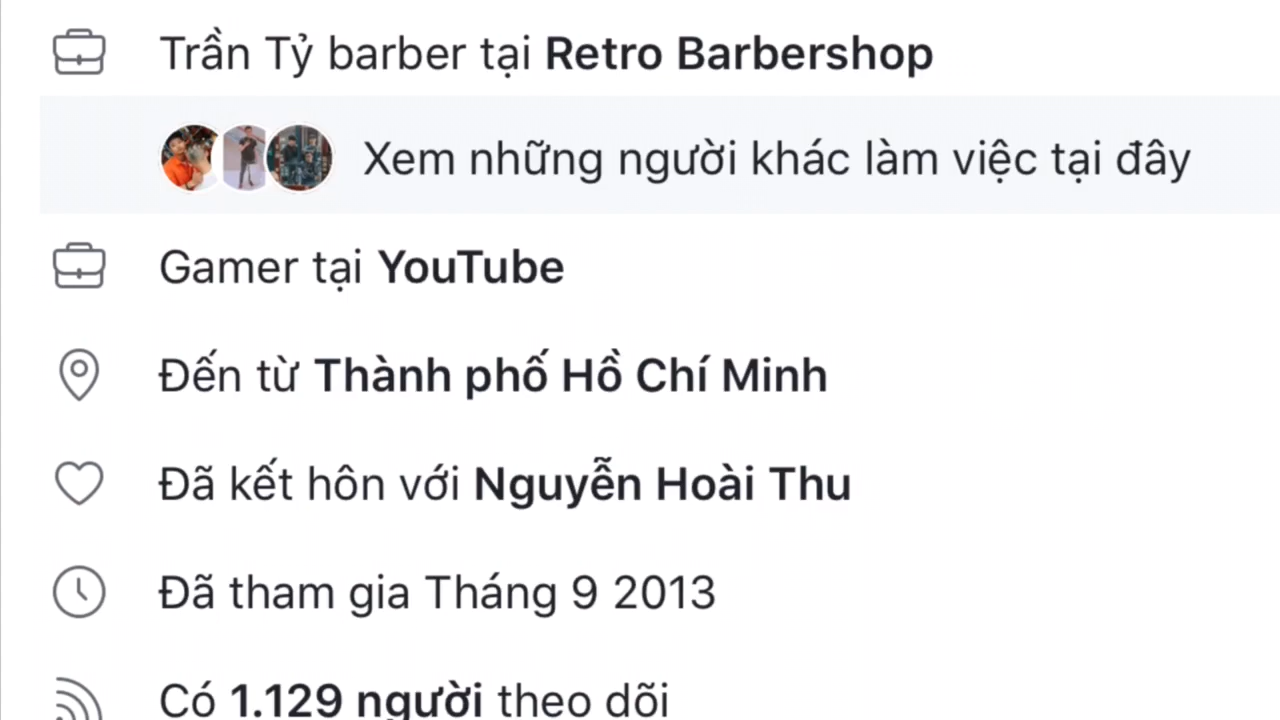 Trần Tỷ barber tại Retro Barbershop
Xem những người khác làm việc tại đây
Gamer tại YouTube
Đến từ Thành phố Hồ Chí Minh
Đã kết hôn với Nguyễn Hoài Thu
Đã tham gia Tháng 9 2013
Có 1.129 người theo dõi